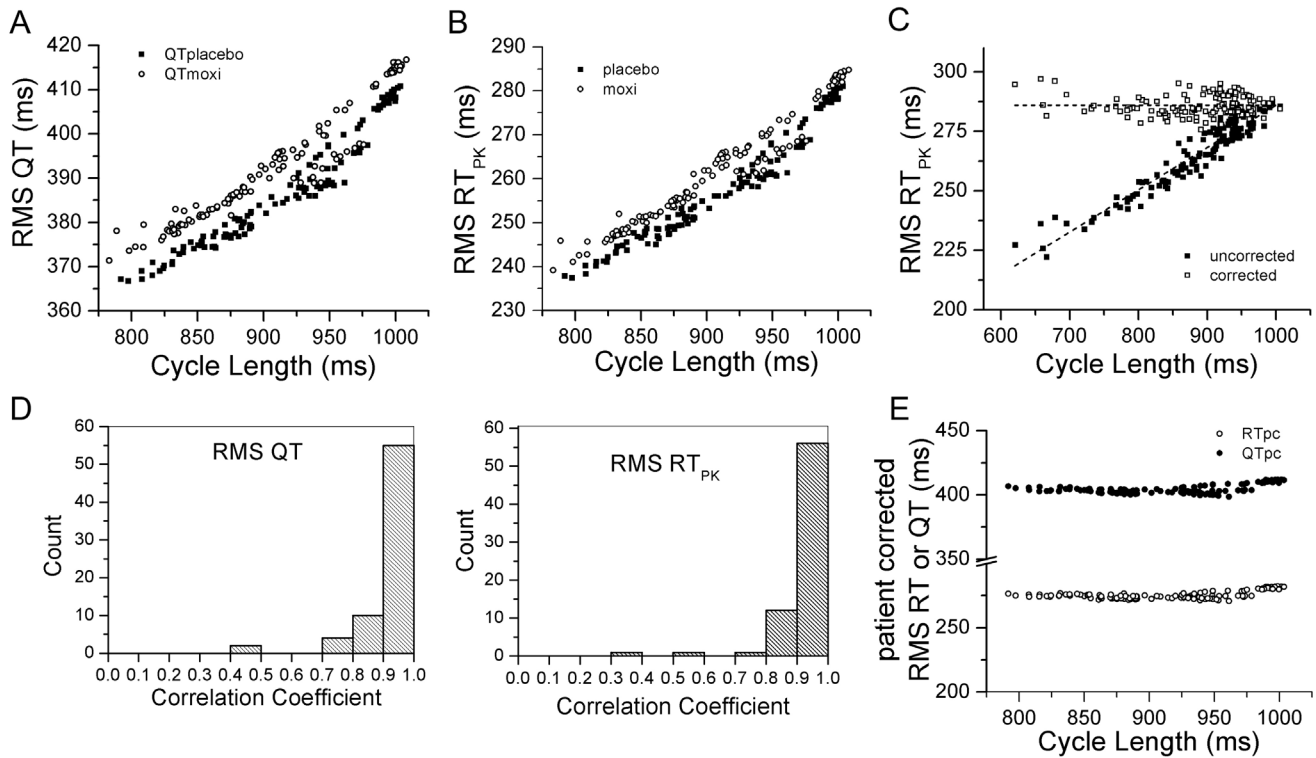 A
RMS QT (ms)
420
410
400
390
380
370
360
QTplacebo
QTmoxi
800
850
900
950
1000
Cycle Length (ms)
B
RMS RTPK (ms)
290
280
270
260
250
240
230
placebo
moxi
800
850
900
950
1000
Cycle Length (ms)
C
RMS RTPK (ms)
300
275
250
225
200
uncorrected
corrected
600
700
800
900
1000
Cycle Length (ms)
D
RMS QT
Count
60
50
40
30
20
10
0
0.0 0.1 0.2 0.3 0.4 0.5 0.6 0.7 0.8 0.9 1.0
Correlation Coefficient
RMS RTPK
Count
60
50
40
30
20
10
0
0.0 0.1 0.2 0.3 0.4 0.5 0.6 0.7 0.8 0.9 1.0
Correlation Coefficient
E
patient corrected
RMS RT or QT (ms)
450
400
350
250
200
RTpc
QTpc
800
850
900
950
1000
Cycle Length (ms)